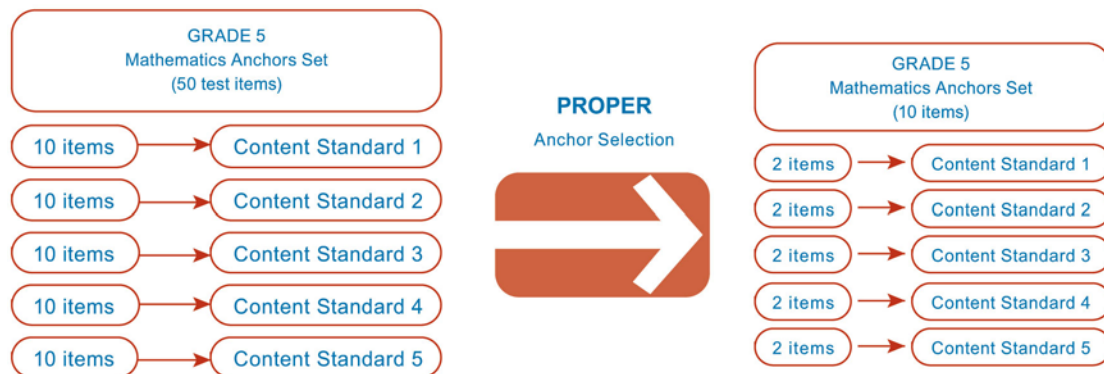 GRADE 5
Mathematics Anchors Set
(50 test items)
10 items
Content Standard 1
10 items
Content Standard 2
10 items
Content Standard 3
10 items
Content Standard 4
10 items
Content Standard 5
PROPER
Anchor Selection
GRADE 5
Mathematics Anchors Set
(10 items)
2 items
Content Standard 1
2 items
Content Standard 2
2 items
Content Standard 3
2 items
Content Standard 4
2 items
Content Standard 5